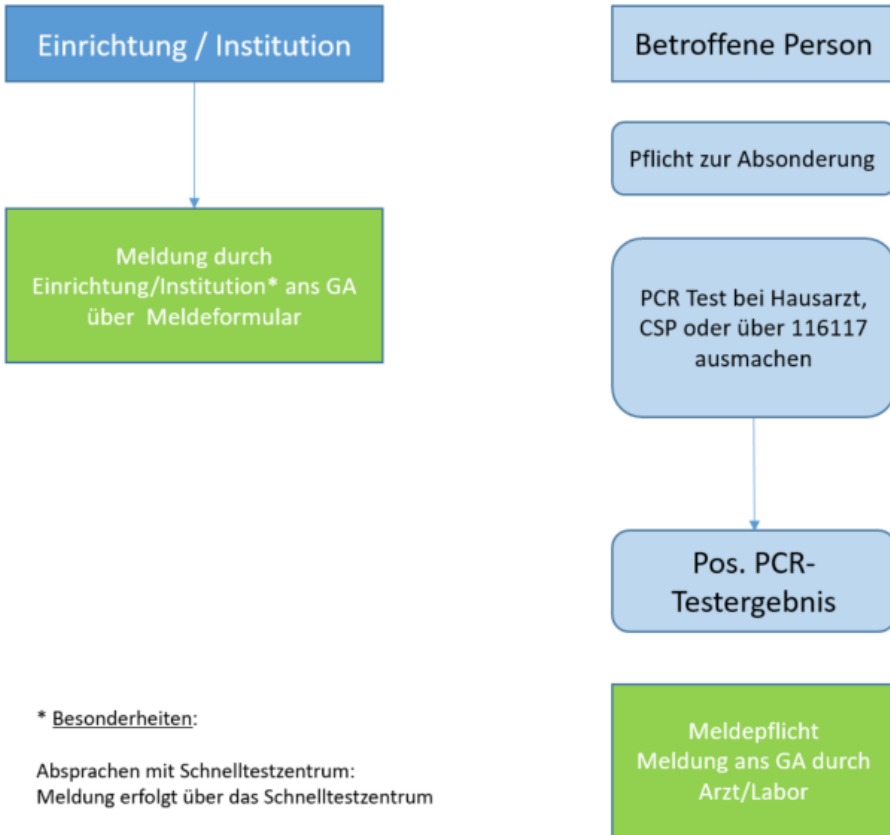 Einrichtung / Institution
Meldung durch
Einrichtung/Institution* ans GA
über Meldeformular
* Besonderheiten:
Absprachen mit Schnelltestzentrum:
Meldung erfolgt über das Schnelltestzentrum
Betroffene Person
Pflicht zur Absonderung
PCR Test bei Hausarzt,
CSP oder über 116117
ausmachen
Pos. PCR-
Testergebnis
Meldepflicht
Meldung ans GA durch
Arzt/Labor